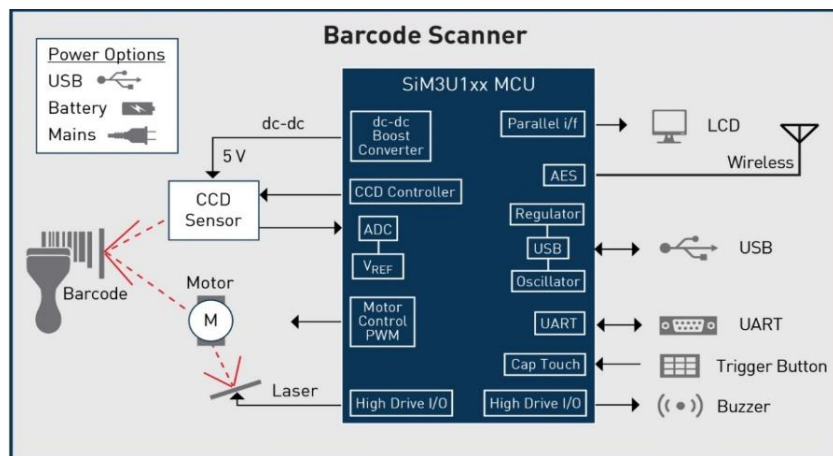 Barcode Scanner
Power Options
USB
Battery
Mains
SiM3U1xx MCU
dc-dc
5 V
dc-dc
Boost
Converter
Parallel i/f
LCD
Wireless
AES
CCD
Sensor
CCD Controller
ADC
VREF
Regulator
USB
Oscillator
USB
Barcode
Motor
M
Motor
Control
PWM
UART
UART
Cap Touch
Trigger Button
Laser
High Drive I/O
High Drive I/O
Buzzer